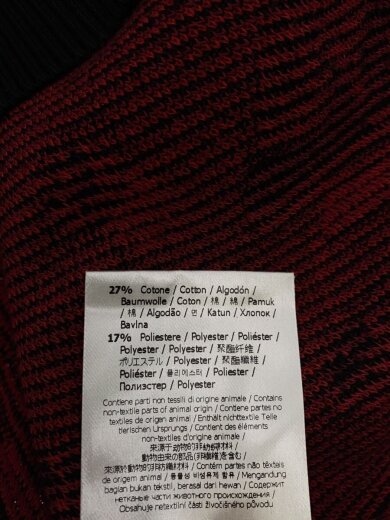 27% Cotone / Cotton / Algodón /
Baumwolle / Coton / 棉 / 綿 / Pamuk
/ 棉 / Algodão / 면 / Katun / Хлопок /
Bavlna
17% Poliestere / Polyester / Poliéster /
Polyester / Polyester / 聚酯纤维 /
ポリエステル / Polyester / 聚酯纖維 /
Poliéster / 폴리에스터 / Poliester /
Полиэстер / Polyester
Contiene parti non tessili di origine animale / Contains
non-textile parts of animal origin / Contiene partes no
textiles de origen animal / Enthält nichttextile Teile
tierischen Ursprungs / Contient des éléments
non-textiles d'origine animale /
来源于动物的非纺织材料 /
動物由来の部品 (非繊維)を含む /
來源於動物的非紡織材料 / Contém partes não têxteis
de origem animal / 동물성 비섬유제 함유 / Mengandung
bagian bukan tekstil, berasal dari hewan / Содержит
нетканые части животного происхождения /
Obsahuje netextilní části živočišného původu